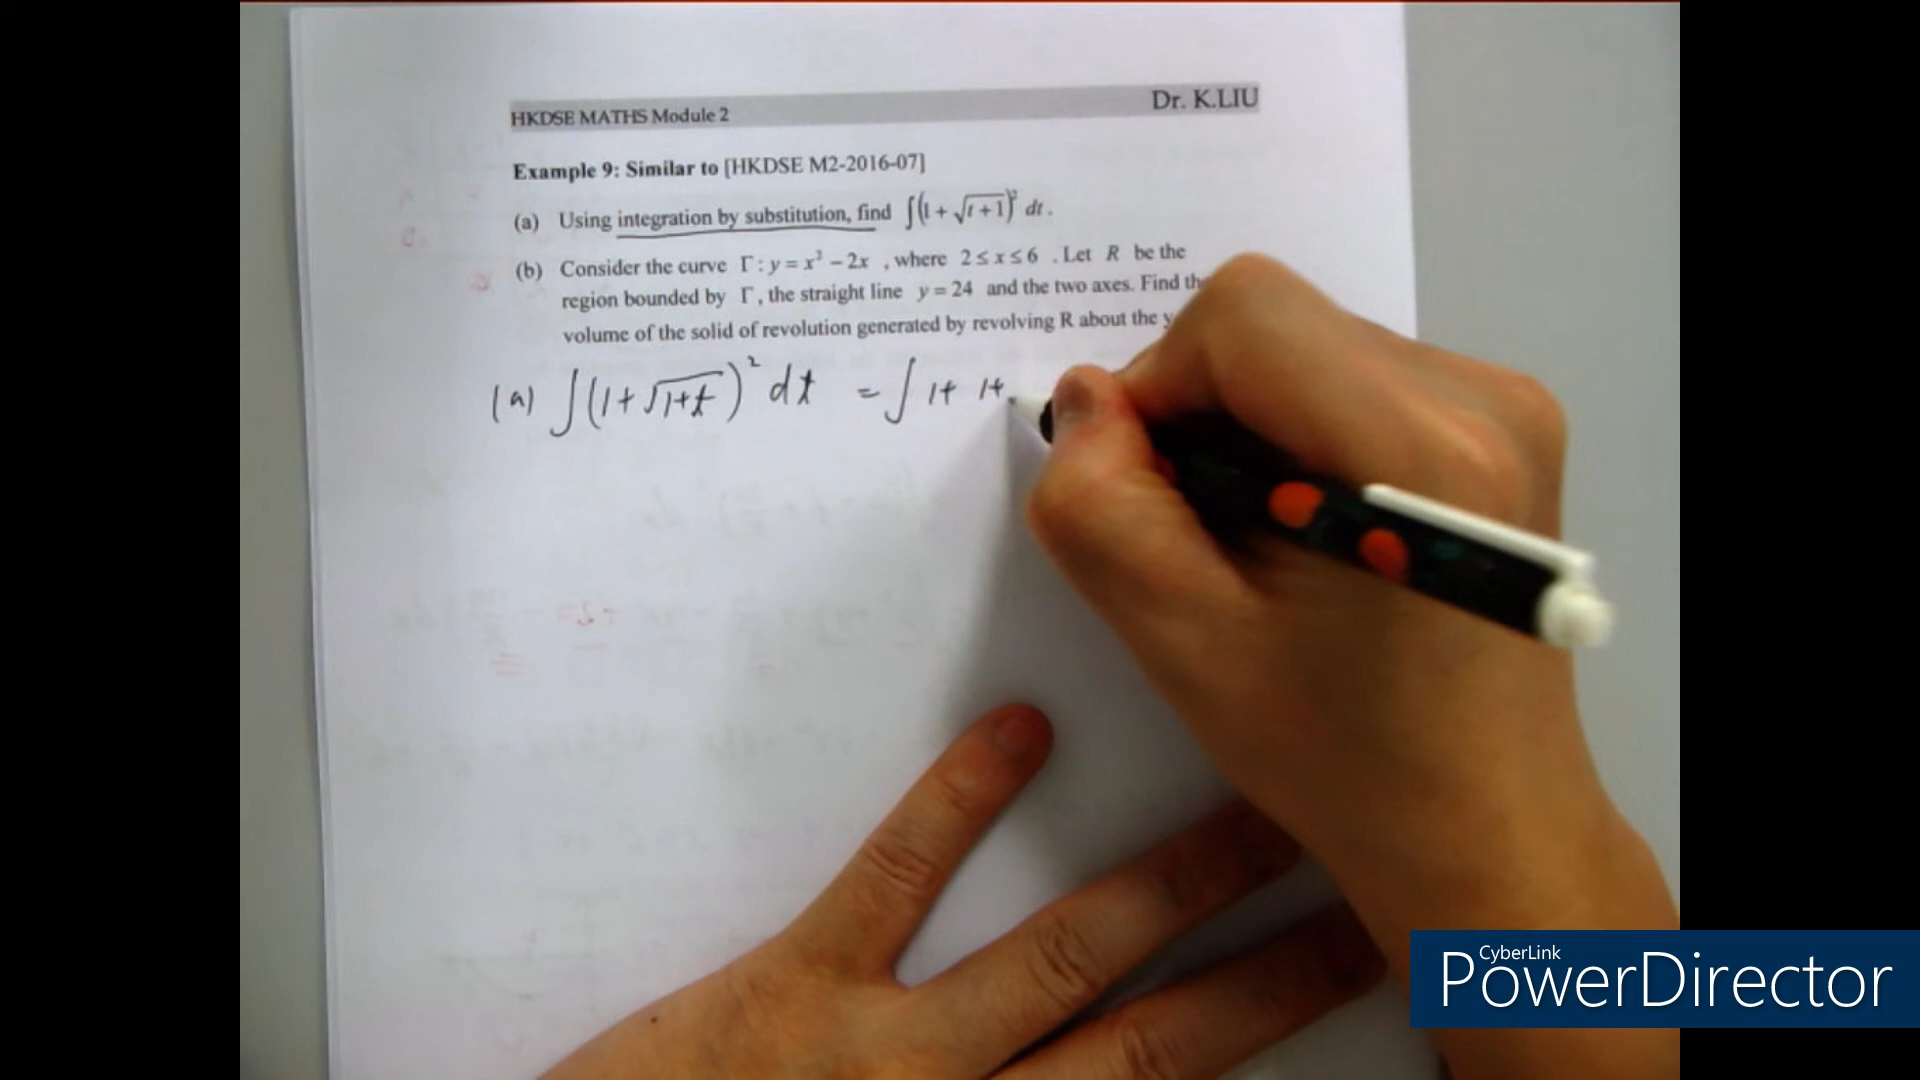 HKDSE MATHS Module 2 Dr. K.LIU
Example 9: Similar to [HKDSE M2-2016-07]
(a) Using integration by substitution, find ∫(1 + √(t+1))² dt.
(b) Consider the curve Γ: y = x² − 2x , where 2 ≤ x ≤ 6 . Let R be the
region bounded by Γ, the straight line y = 24 and the two axes. Find the
volume of the solid of revolution generated by revolving R about the y
(a) ∫(1+√(1+t))² dt = ∫ 1+ 1+
CyberLink
PowerDirector